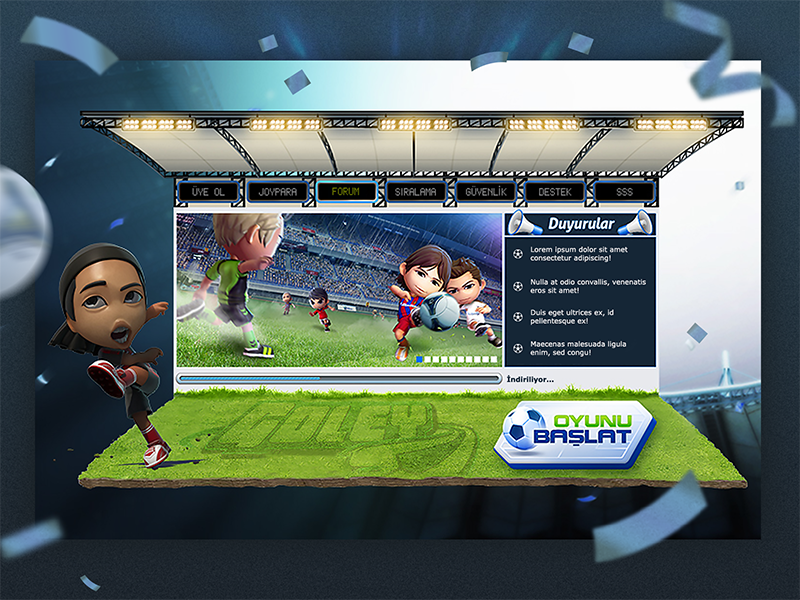 ÜYE OL
JOYPARA
FORUM
SIRALAMA
GÜVENLİK
DESTEK
SSS
Duyurular
Lorem ipsum dolor sit amet
consectetur adipiscing!
Nulla at odio convallis, venenatis
eros sit amet!
Duis eget ultrices ex, id
pellentesque ex!
Maecenas malesuada ligula
enim, sed congu!
İndiriliyor...
OYUNU
BAŞLAT